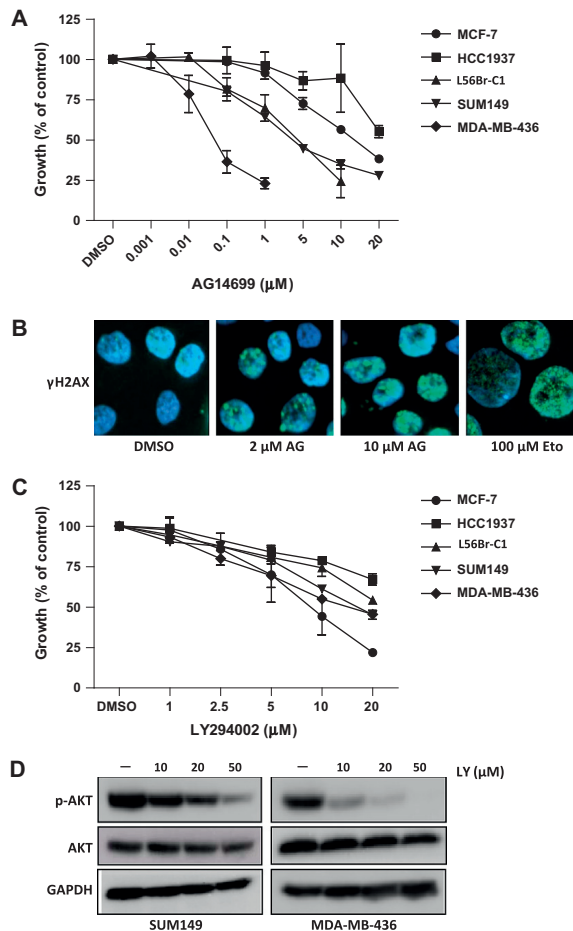 A
Growth (% of control)
125
100
75
50
25
0
DMSO
0.001
0.01
0.1
1
5
10
20
AG14699 (μM)
MCF-7
HCC1937
L56Br-C1
SUM149
MDA-MB-436
B
γH2AX
DMSO
2 μM AG
10 μM AG
100 μM Eto
C
Growth (% of control)
125
100
75
50
25
0
DMSO
1
2.5
5
10
20
LY294002 (μM)
MCF-7
HCC1937
L56Br-C1
SUM149
MDA-MB-436
D
— 10 20 50 — 10 20 50 LY (μM)
p-AKT
AKT
GAPDH
SUM149 MDA-MB-436